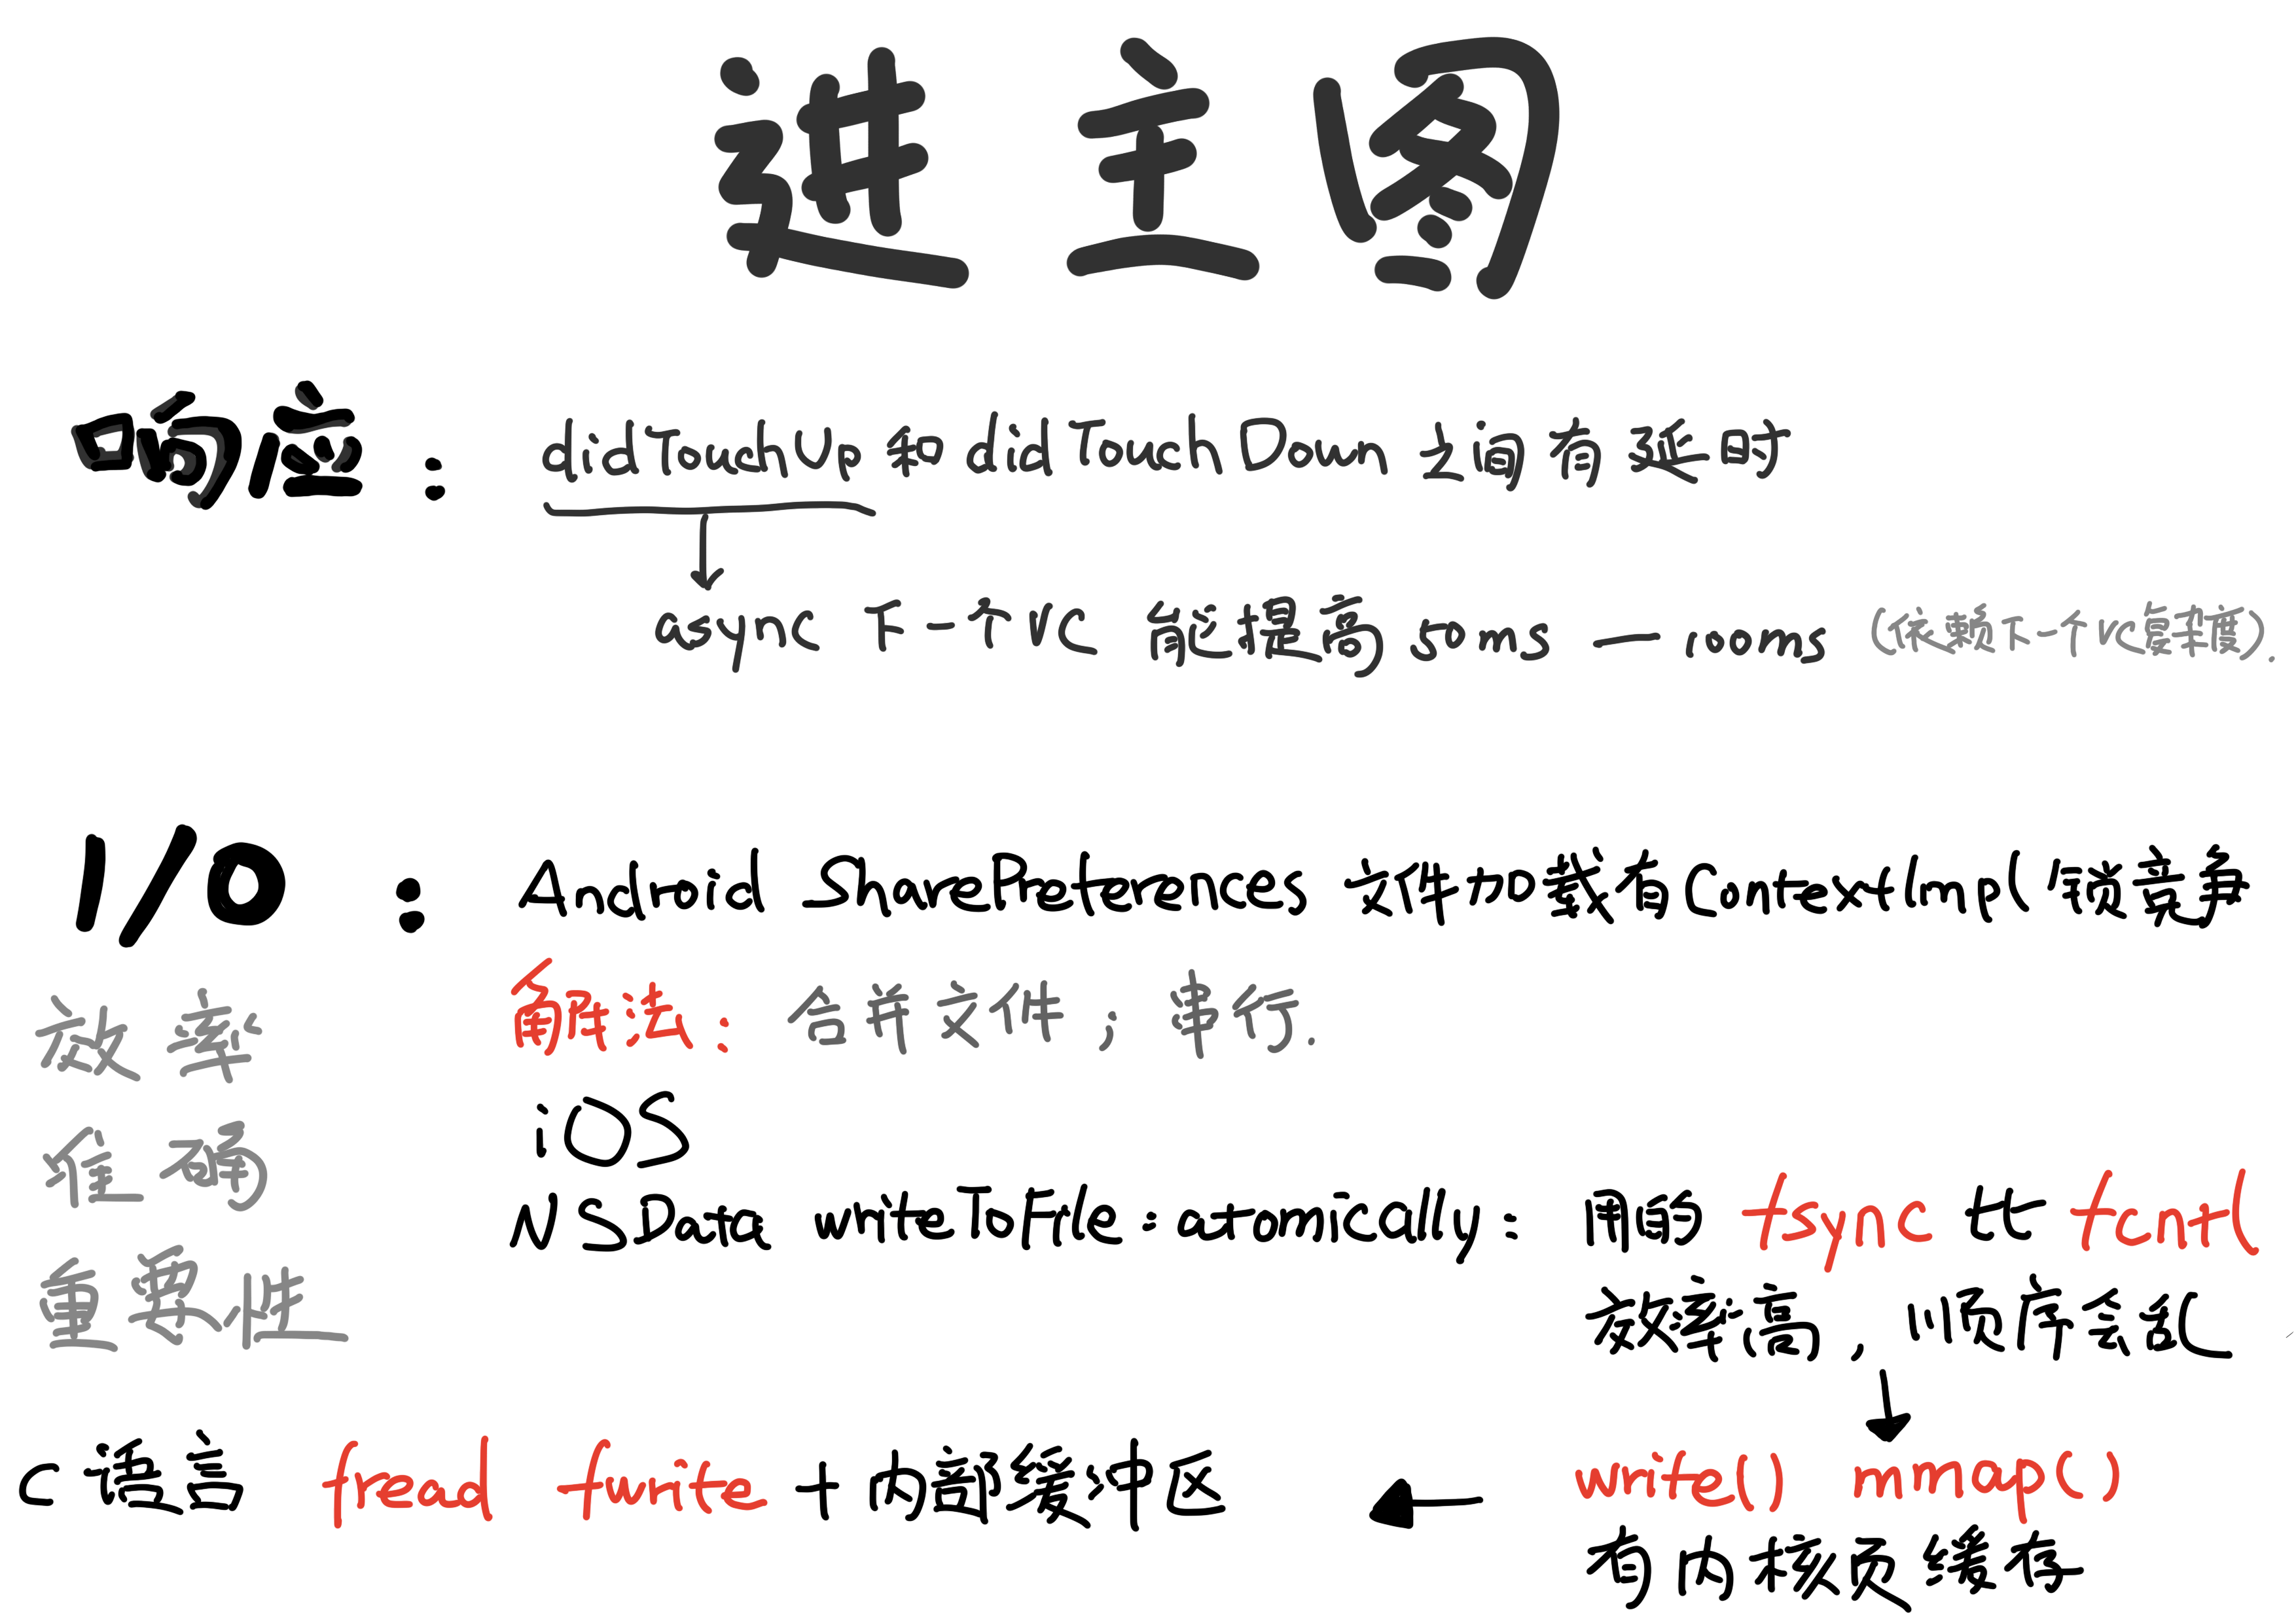 进主图
响应：didTouchUp 和 didTouchDown 之间有延时
async 下一个VC 能提高 50ms — 100ms (依赖下一个VC复杂度).
I/O：Android SharePreferences 文件加载有ContextImpl锁竞争
解法：合并文件；串行.
效率
准确
重要性
iOS
NSData writeToFile:atomically: 用的 fsync 比 fcntl
效率高，顺序会乱
write() mmap()
有内核页缓存
C语言 fread fwrite + 内部缓冲区